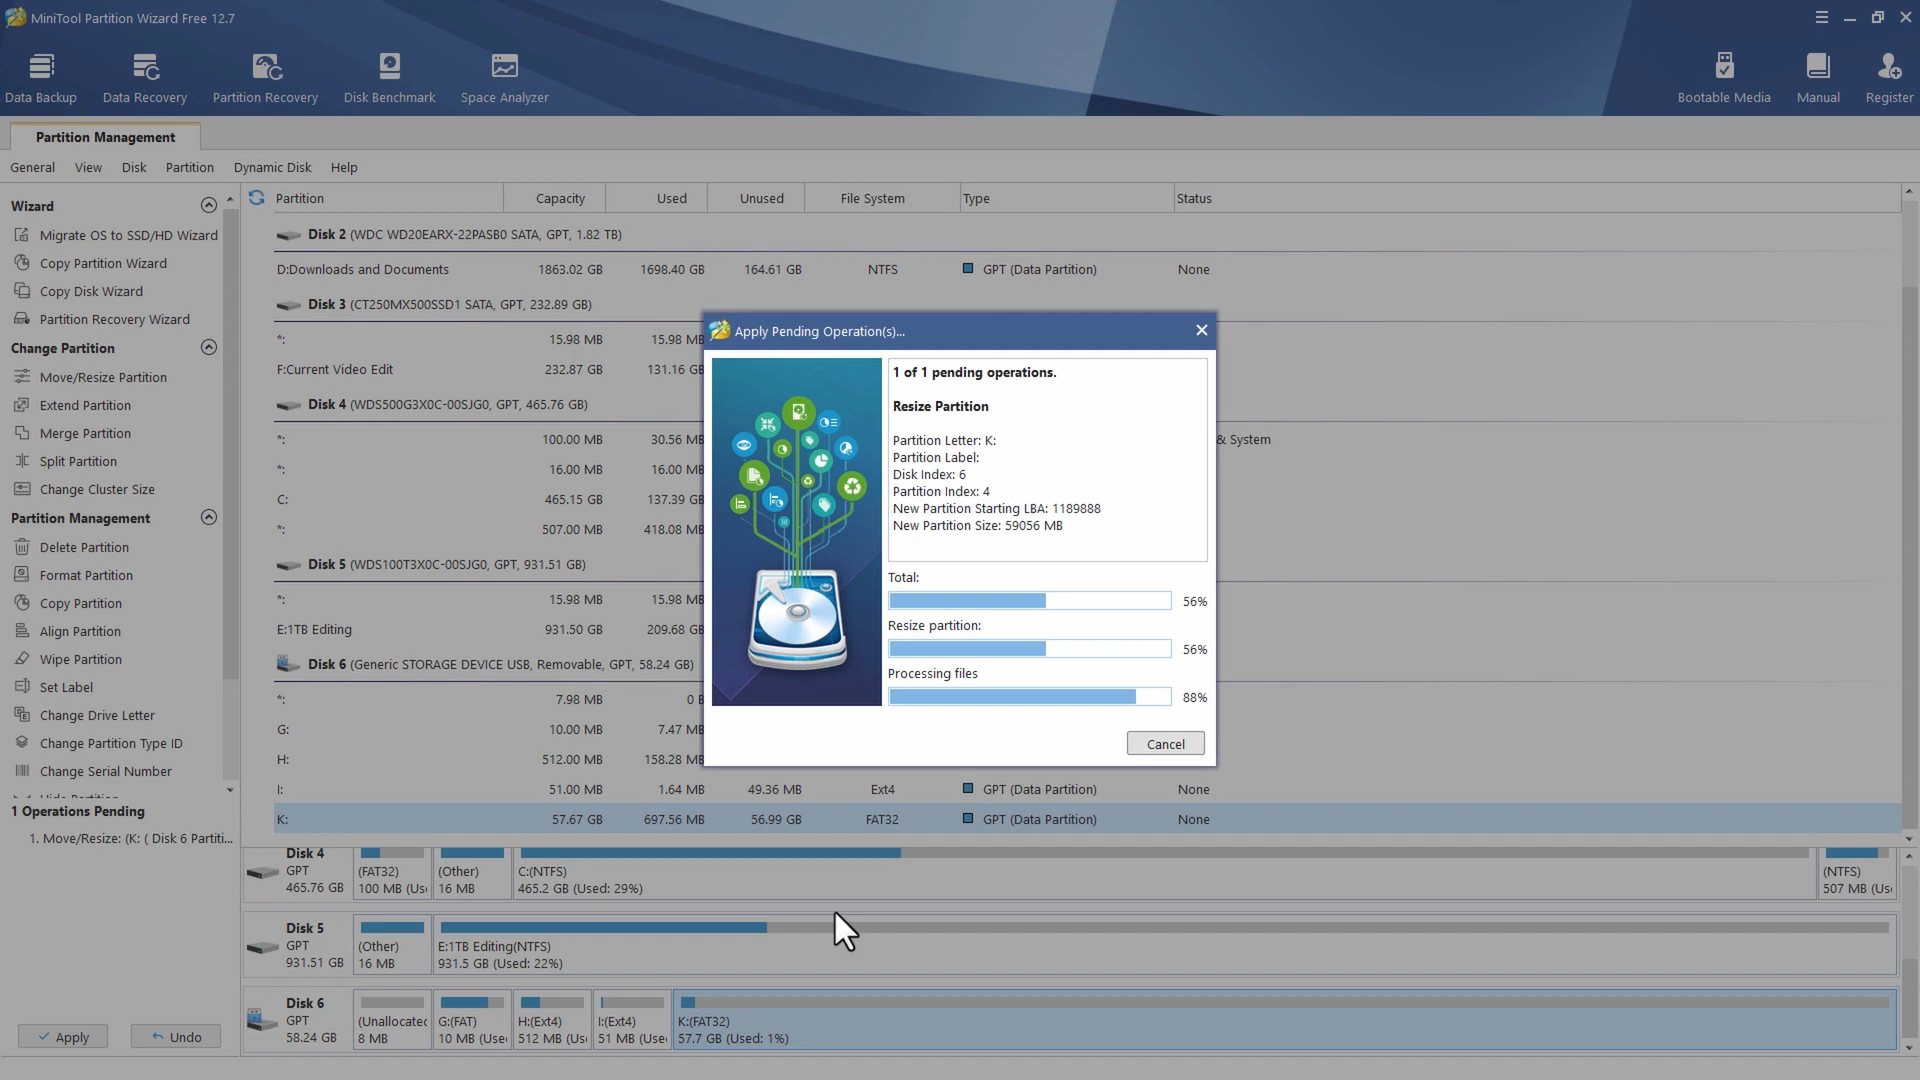 MiniTool Partition Wizard Free 12.7
Data Backup
Data Recovery
Partition Recovery
Disk Benchmark
Space Analyzer
Bootable Media
Manual
Register
Partition Management
General View Disk Partition Dynamic Disk Help
Wizard
Migrate OS to SSD/HD Wizard
Copy Partition Wizard
Copy Disk Wizard
Partition Recovery Wizard
Change Partition
Move/Resize Partition
Extend Partition
Merge Partition
Split Partition
Change Cluster Size
Partition Management
Delete Partition
Format Partition
Copy Partition
Align Partition
Wipe Partition
Set Label
Change Drive Letter
Change Partition Type ID
Change Serial Number
1 Operations Pending
1. Move/Resize: (K: ( Disk 6 Partiti...
Apply
Undo
Partition Capacity Used Unused File System Type Status
Disk 2 (WDC WD20EARX-22PASB0 SATA, GPT, 1.82 TB)
D:Downloads and Documents 1863.02 GB 1698.40 GB 164.61 GB NTFS GPT (Data Partition) None
Disk 3 (CT250MX500SSD1 SATA, GPT, 232.89 GB)
*: 15.98 MB 15.98 MB
F:Current Video Edit 232.87 GB 131.16 GB
Disk 4 (WDS500G3X0C-00SJG0, GPT, 465.76 GB)
*: 100.00 MB 30.56 MB & System
*: 16.00 MB 16.00 MB
C: 465.15 GB 137.39 GB
*: 507.00 MB 418.08 MB
Disk 5 (WDS100T3X0C-00SJG0, GPT, 931.51 GB)
*: 15.98 MB 15.98 MB
E:1TB Editing 931.50 GB 209.68 GB
Disk 6 (Generic STORAGE DEVICE USB, Removable, GPT, 58.24 GB)
*: 7.98 MB 0 B
G: 10.00 MB 7.47 MB
H: 512.00 MB 158.28 MB
I: 51.00 MB 1.64 MB 49.36 MB Ext4 GPT (Data Partition) None
K: 57.67 GB 697.56 MB 56.99 GB FAT32 GPT (Data Partition) None
Apply Pending Operation(s)...
1 of 1 pending operations.
Resize Partition
Partition Letter: K:
Partition Label:
Disk Index: 6
Partition Index: 4
New Partition Starting LBA: 1189888
New Partition Size: 59056 MB
Total:
56%
Resize partition:
56%
Processing files
88%
Cancel
Disk 4
GPT (FAT32) (Other) C:(NTFS) (NTFS)
465.76 GB 100 MB (Us 16 MB 465.2 GB (Used: 29%) 507 MB (Us
Disk 5
GPT (Other) E:1TB Editing(NTFS)
931.51 GB 16 MB 931.5 GB (Used: 22%)
Disk 6
GPT (Unallocated G:(FAT) H:(Ext4) I:(Ext4) K:(FAT32)
58.24 GB 8 MB 10 MB (Use 512 MB (Us 51 MB (Use 57.7 GB (Used: 1%)